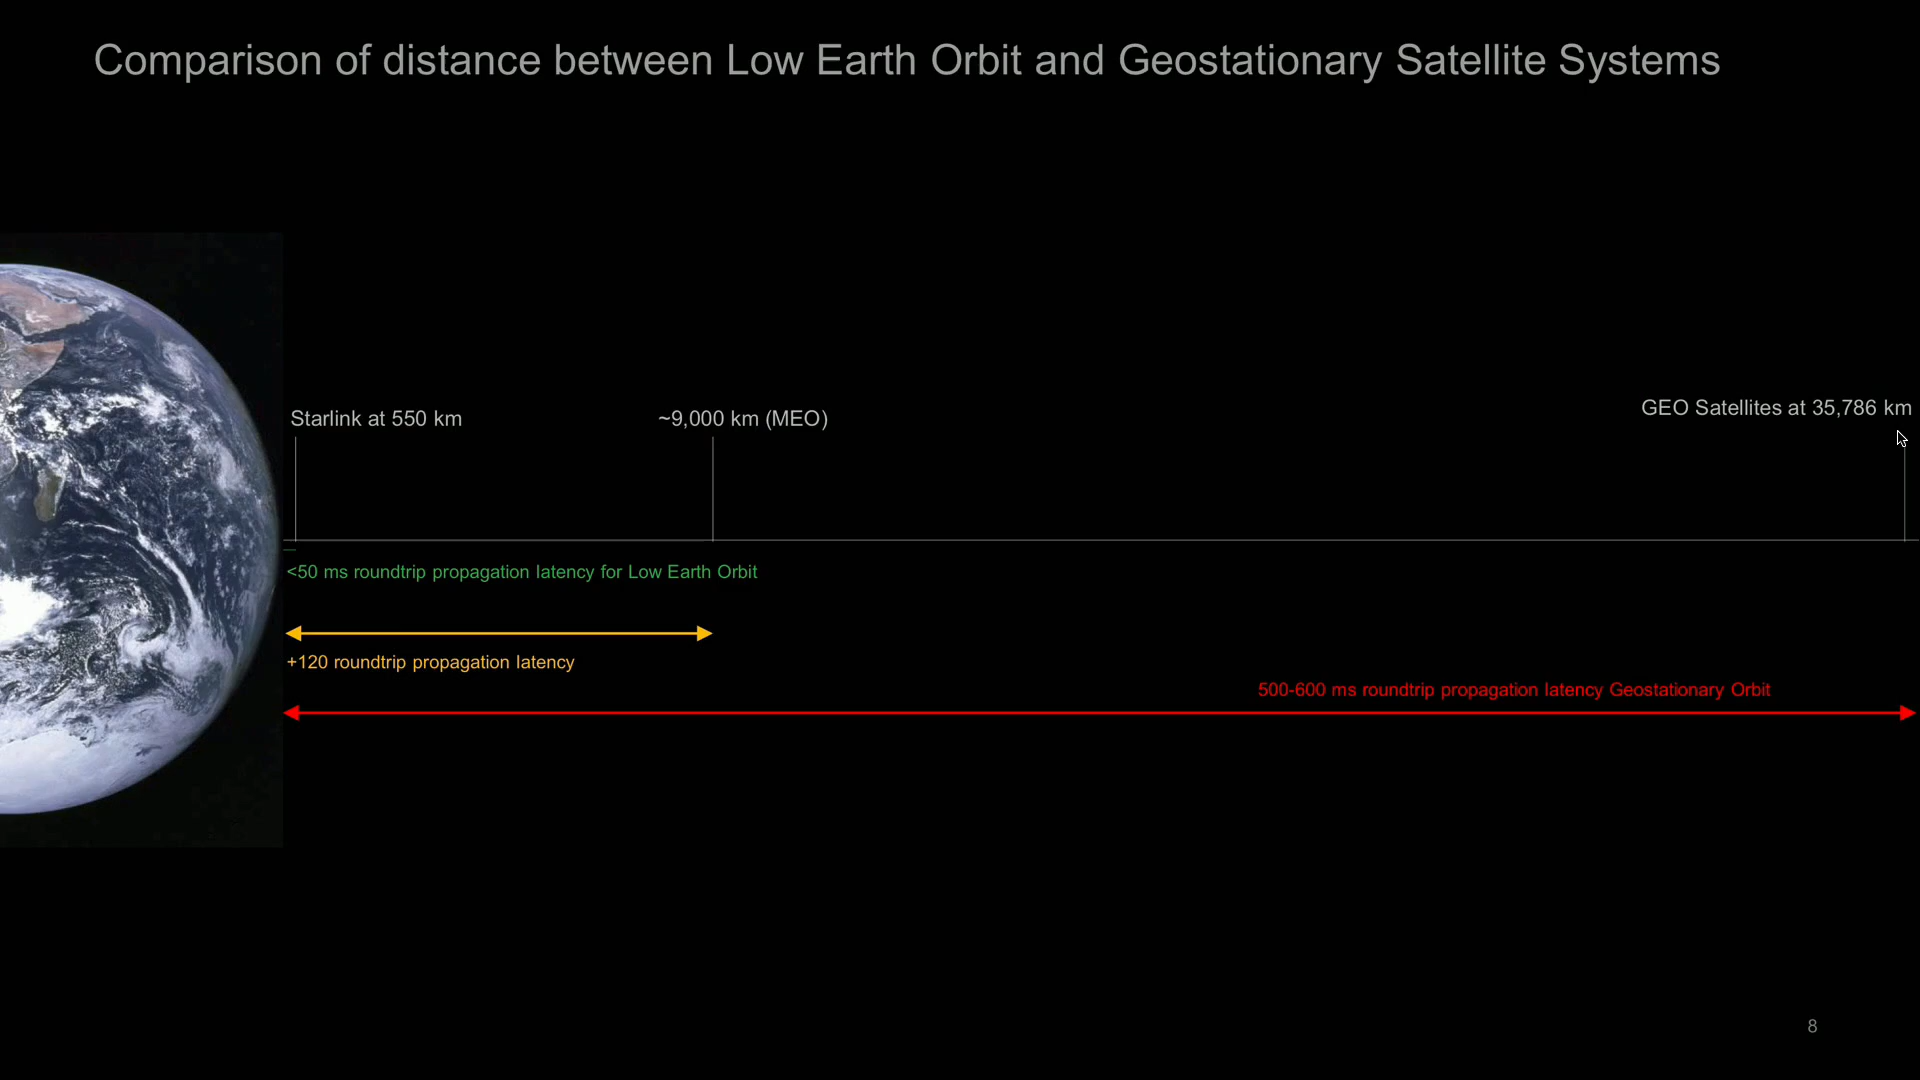 Comparison of distance between Low Earth Orbit and Geostationary Satellite Systems
Starlink at 550 km
~9,000 km (MEO)
GEO Satellites at 35,786 km
<50 ms roundtrip propagation latency for Low Earth Orbit
+120 roundtrip propagation latency
500-600 ms roundtrip propagation latency Geostationary Orbit
8